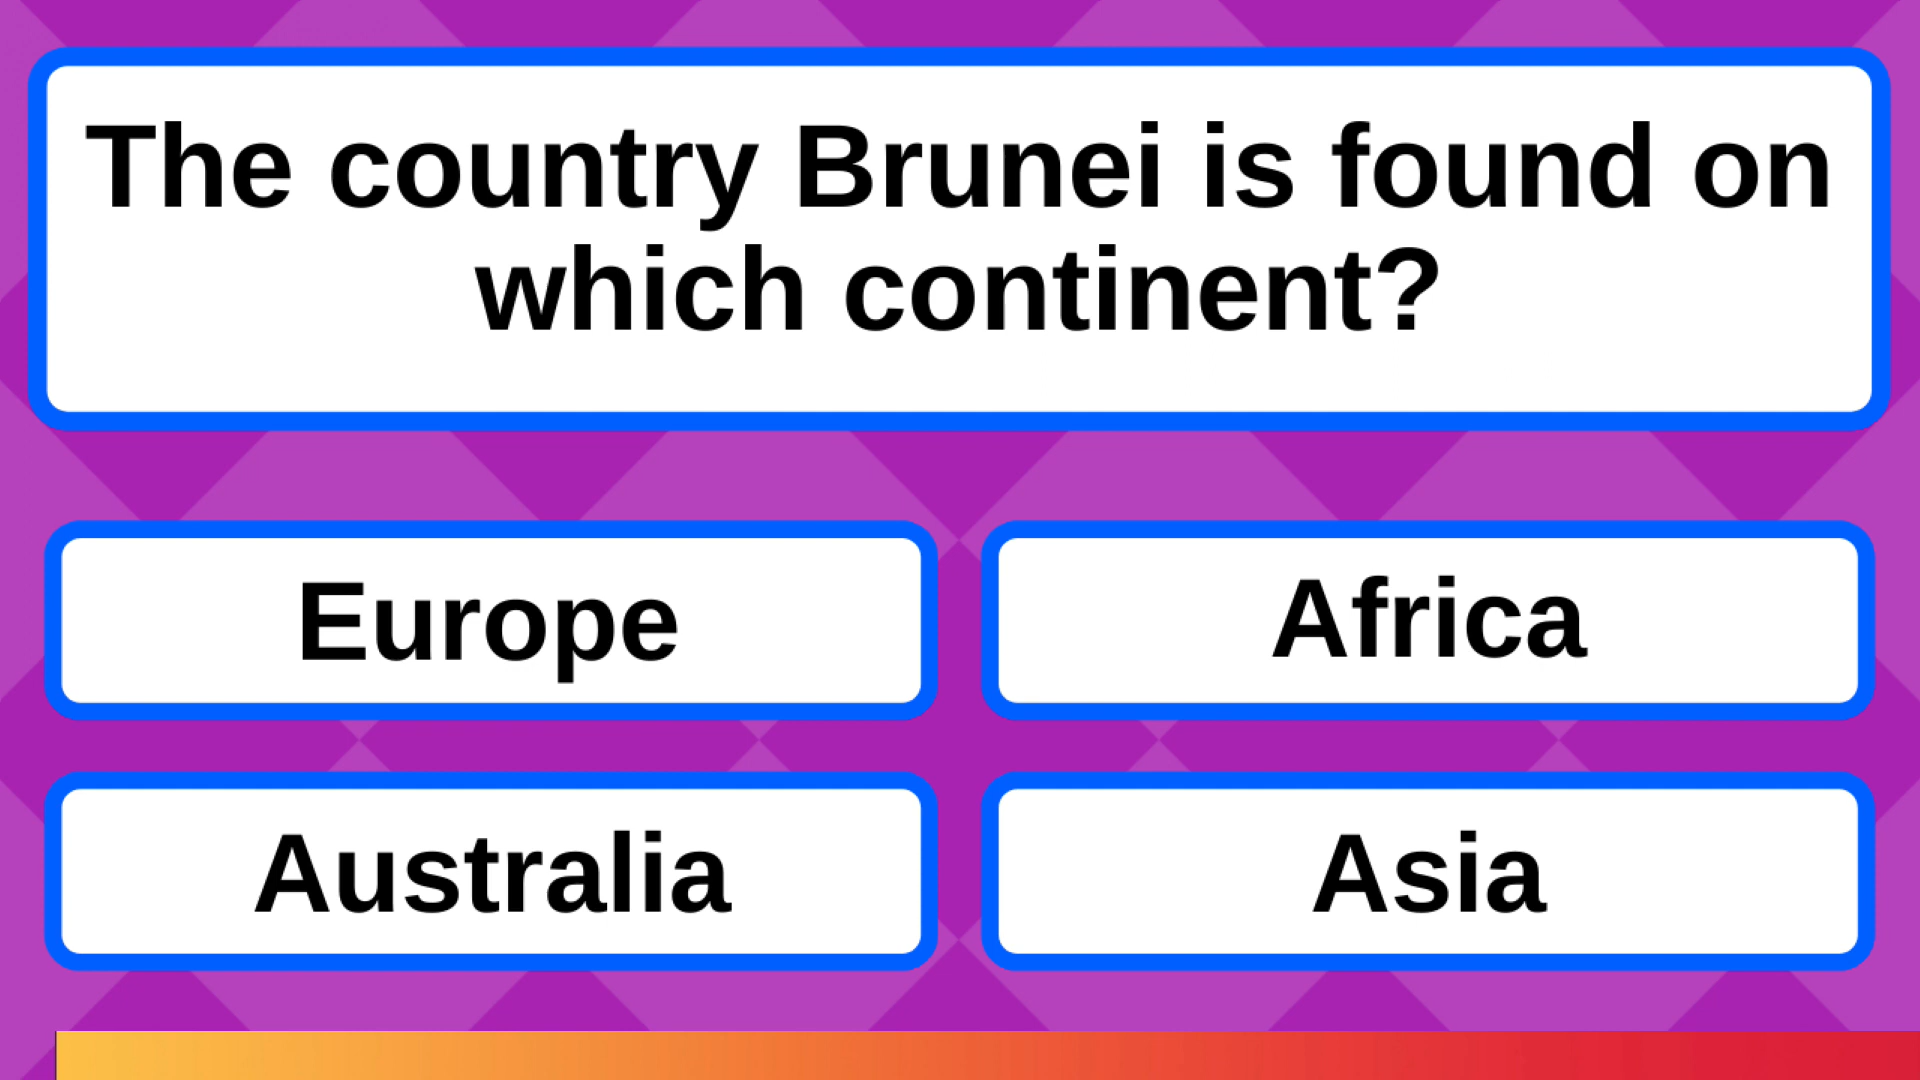 The country Brunei is found on
which continent?
Europe
Africa
Australia
Asia